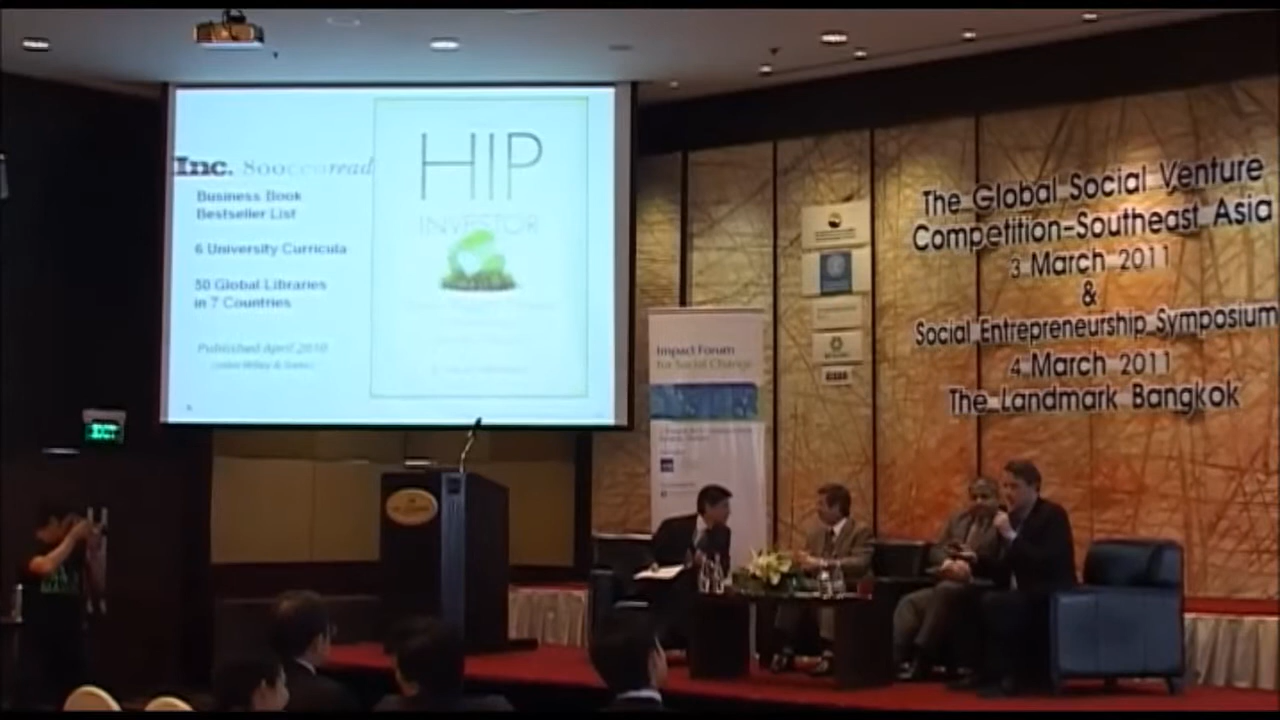 Inc. 800ceoread
Business Book
Bestseller List
6 University Curricula
50 Global Libraries
in 7 Countries
Published April 2010
HIP
INVESTOR
EXIT
Impact Forum
for Social Change
The Global Social Venture
Competition-Southeast Asia
3 March 2011
&
Social Entrepreneurship Symposium
4 March 2011
The Landmark Bangkok